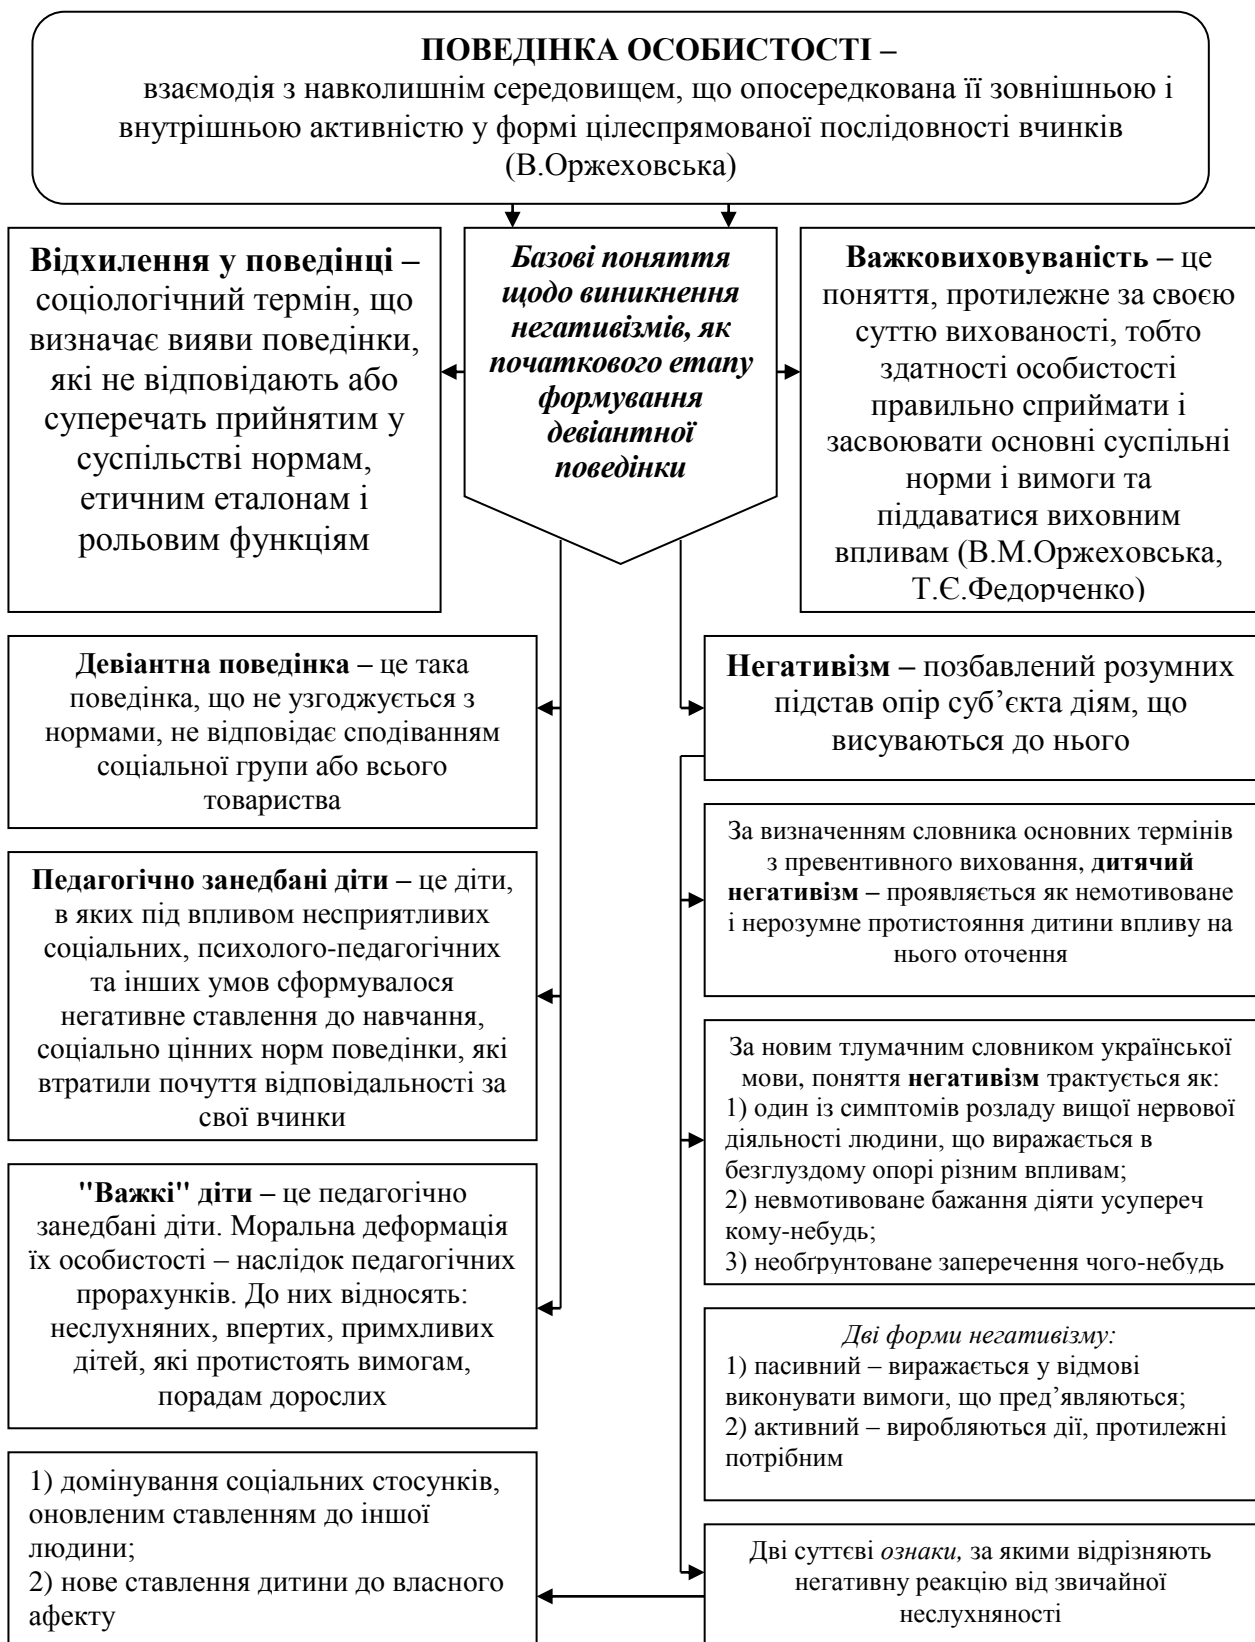 ПОВЕДІНКА ОСОБИСТОСТІ –
взаємодія з навколишнім середовищем, що опосередкована її зовнішньою і
внутрішньою активністю у формі цілеспрямованої послідовності вчинків
(В.Оржеховська)
Відхилення у поведінці –
соціологічний термін, що
визначає вияви поведінки,
які не відповідають або
суперечать прийнятим у
суспільстві нормам,
етичним еталонам і
рольовим функціям
Базові поняття
щодо виникнення
негативізмів, як
початкового етапу
формування
девіантної
поведінки
Важковиховуваність – це
поняття, протилежне за своєю
суттю вихованості, тобто
здатності особистості
правильно сприймати і
засвоювати основні суспільні
норми і вимоги та
піддаватися виховним
впливам (В.М.Оржеховська,
Т.Є.Федорченко)
Девіантна поведінка – це така
поведінка, що не узгоджується з
нормами, не відповідає сподіванням
соціальної групи або всього
товариства
Негативізм – позбавлений розумних
підстав опір суб’єкта діям, що
висуваються до нього
За визначенням словника основних термінів
з превентивного виховання, дитячий
негативізм – проявляється як немотивоване
і нерозумне протистояння дитини впливу на
нього оточення
Педагогічно занедбані діти – це діти,
в яких під впливом несприятливих
соціальних, психолого-педагогічних
та інших умов сформувалося
негативне ставлення до навчання,
соціально цінних норм поведінки, які
втратили почуття відповідальності за
свої вчинки
За новим тлумачним словником української
мови, поняття негативізм трактується як:
1) один із симптомів розладу вищої нервової
діяльності людини, що виражається в
безглуздому опорі різним впливам;
2) невмотивоване бажання діяти усупереч
кому-небудь;
3) необґрунтоване заперечення чого-небудь
"Важкі" діти – це педагогічно
занедбані діти. Моральна деформація
їх особистості – наслідок педагогічних
прорахунків. До них відносять:
неслухняних, впертих, примхливих
дітей, які протистоять вимогам,
порадам дорослих
Дві форми негативізму:
1) пасивний – виражається у відмові
виконувати вимоги, що пред’являються;
2) активний – виробляються дії, протилежні
потрібним
1) домінування соціальних стосунків,
оновленим ставленням до іншої
людини;
2) нове ставлення дитини до власного
афекту
Дві суттєві ознаки, за якими відрізняють
негативну реакцію від звичайної
неслухняності